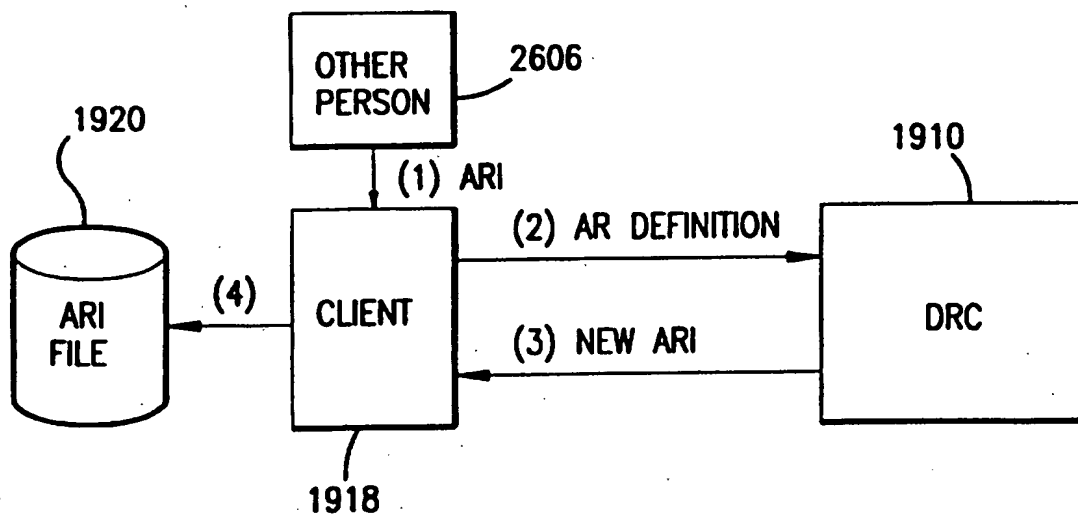 OTHER
PERSON
2606
1920
1910
(1) ARI
(2) AR DEFINITION
(4)
ARI
FILE
CLIENT
DRC
(3) NEW ARI
1918